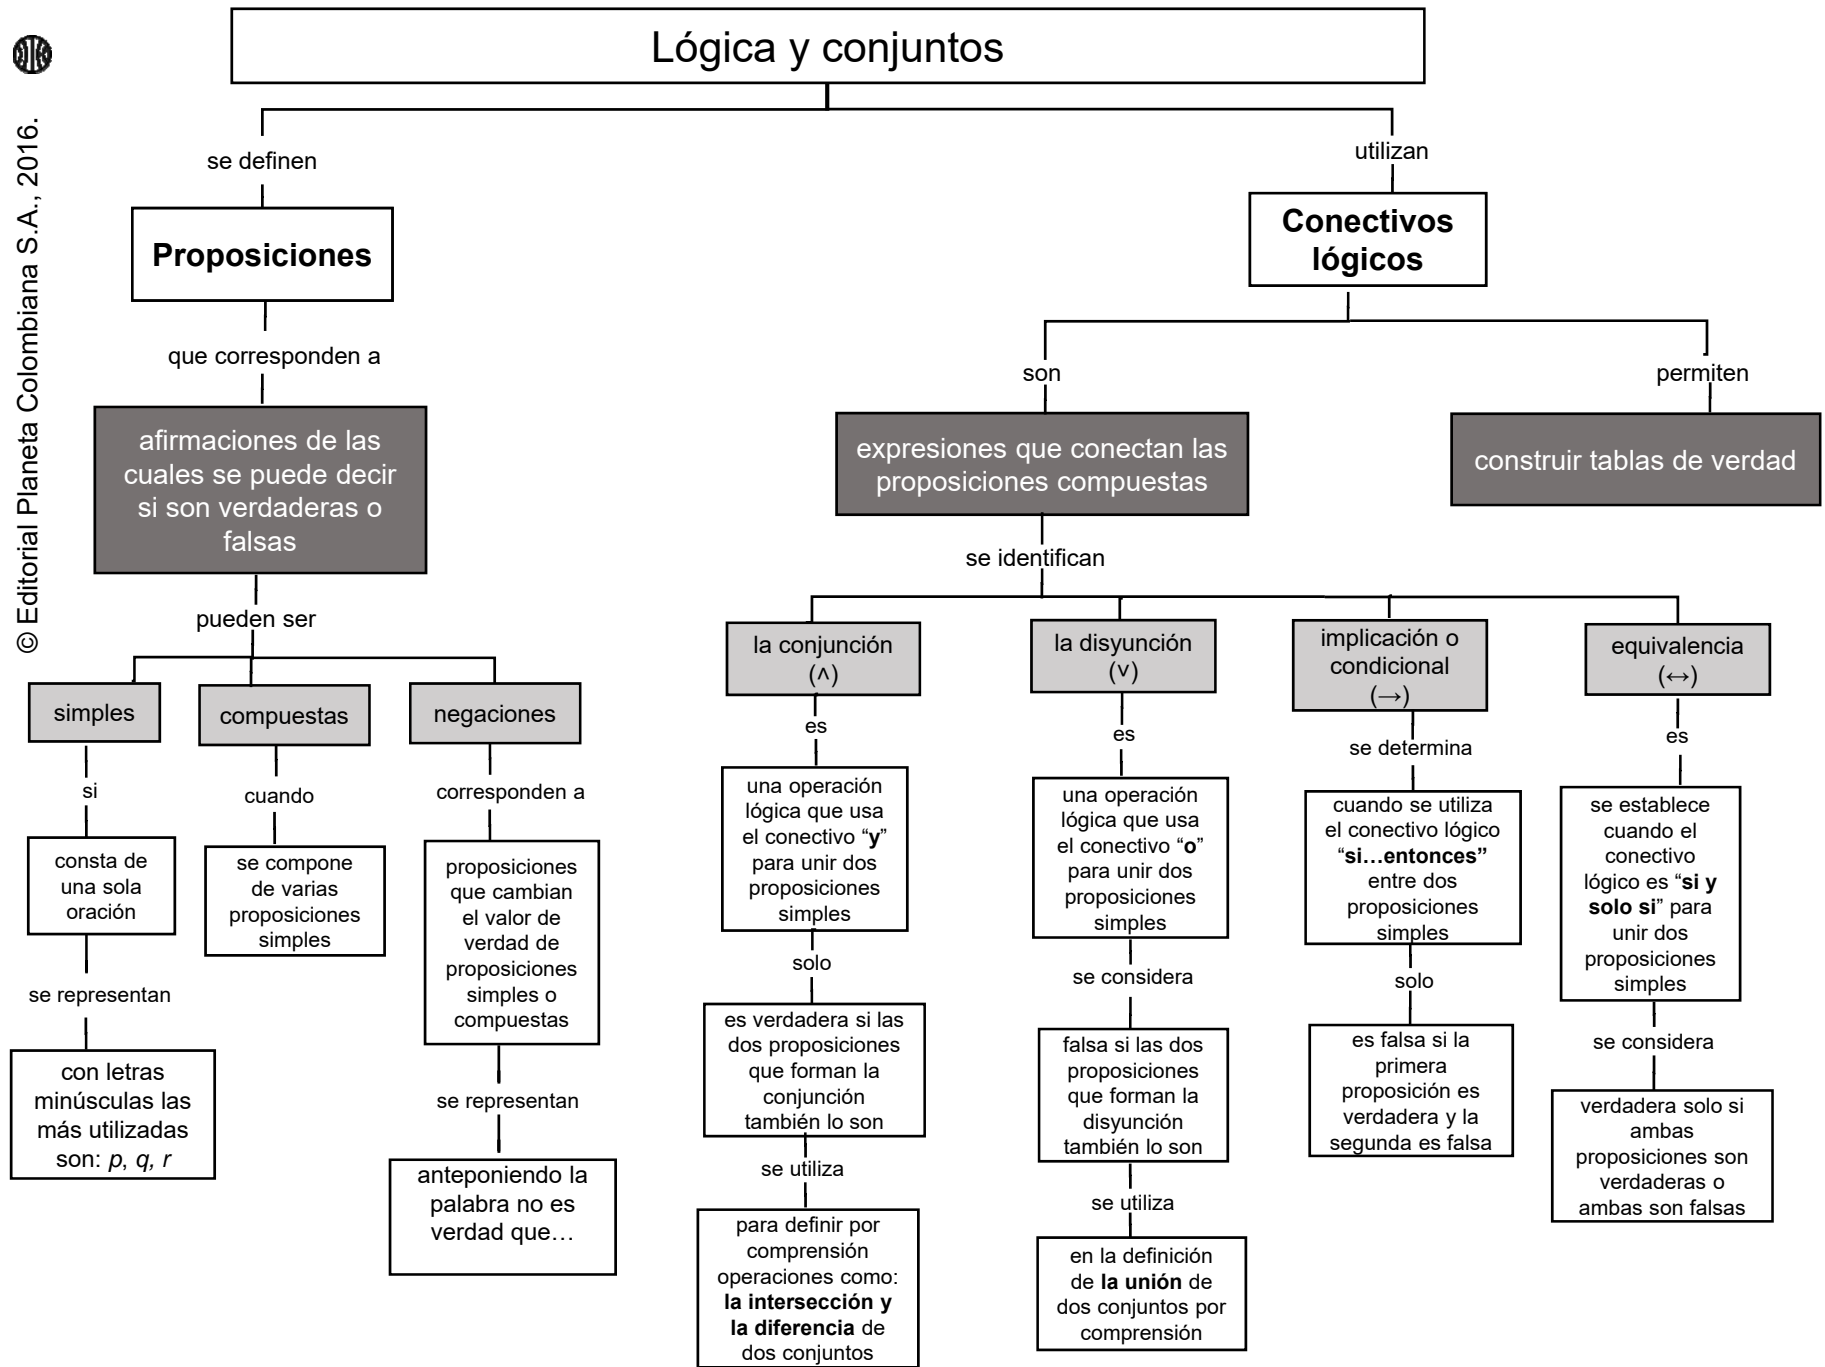 Lógica y conjuntos
© Editorial Planeta Colombiana S.A., 2016.
se definen
Proposiciones
que corresponden a
afirmaciones de las
cuales se puede decir
si son verdaderas o
falsas
pueden ser
simples
si
consta de
una sola
oración
se representan
con letras
minúsculas las
más utilizadas
son: p, q, r
compuestas
cuando
se compone
de varias
proposiciones
simples
negaciones
corresponden a
proposiciones
que cambian
el valor de
verdad de
proposiciones
simples o
compuestas
se representan
anteponiendo la
palabra no es
verdad que…
utilizan
Conectivos
lógicos
son
expresiones que conectan las
proposiciones compuestas
se identifican
la conjunción
(˄)
es
una operación
lógica que usa
el conectivo “y”
para unir dos
proposiciones
simples
solo
es verdadera si las
dos proposiciones
que forman la
conjunción
también lo son
se utiliza
para definir por
comprensión
operaciones como:
la intersección y
la diferencia de
dos conjuntos
la disyunción
(˅)
es
una operación
lógica que usa
el conectivo “o”
para unir dos
proposiciones
simples
se considera
falsa si las dos
proposiciones
que forman la
disyunción
también lo son
se utiliza
en la definición
de la unión de
dos conjuntos por
comprensión
implicación o
condicional
(→)
se determina
cuando se utiliza
el conectivo lógico
“si…entonces”
entre dos
proposiciones
simples
solo
es falsa si la
primera
proposición es
verdadera y la
segunda es falsa
equivalencia
(↔)
es
se establece
cuando el
conectivo
lógico es “si y
solo si” para
unir dos
proposiciones
simples
se considera
verdadera solo si
ambas
proposiciones son
verdaderas o
ambas son falsas
permiten
construir tablas de verdad